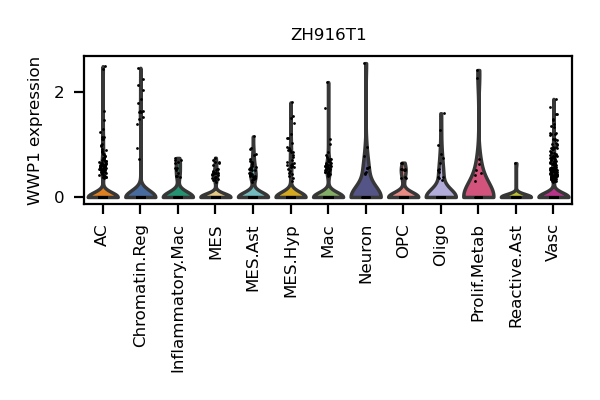 ZH916T1
WWP1 expression
2
0
AC
Chromatin.Reg
Inflammatory.Mac
MES
MES.Ast
MES.Hyp
Mac
Neuron
OPC
Oligo
Prolif.Metab
Reactive.Ast
Vasc